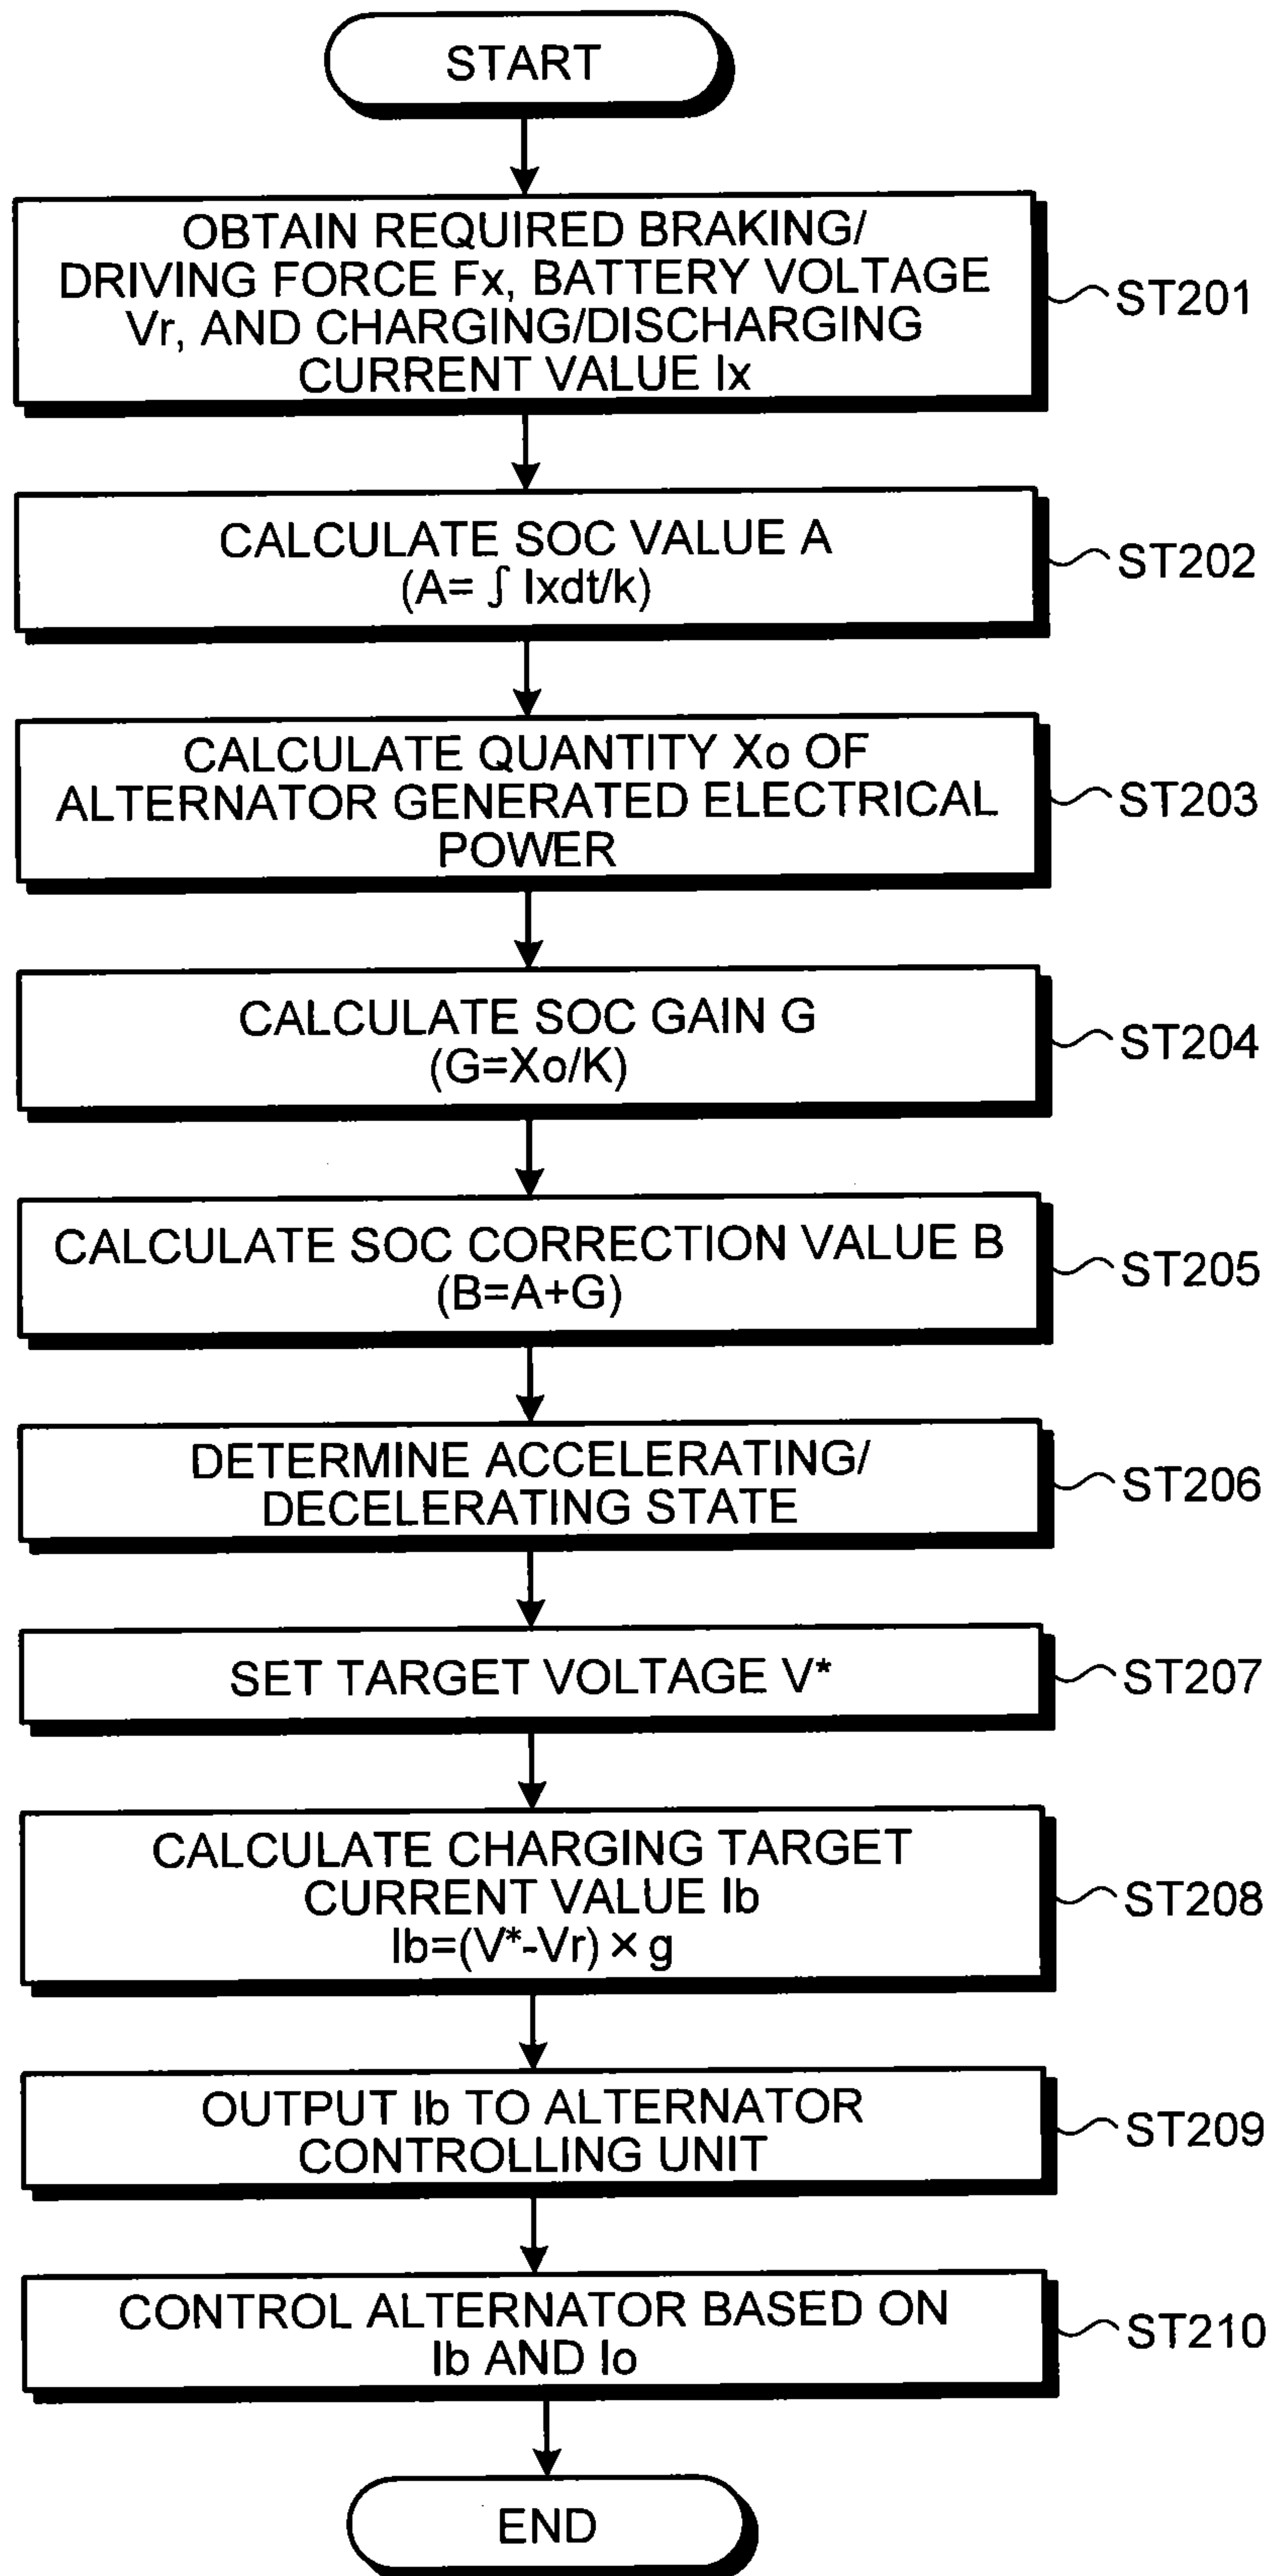 START
OBTAIN REQUIRED BRAKING/
DRIVING FORCE Fx, BATTERY VOLTAGE
Vr, AND CHARGING/DISCHARGING
CURRENT VALUE Ix
ST201
CALCULATE SOC VALUE A
(A= ∫ Ixdt/k)
ST202
CALCULATE QUANTITY Xo OF
ALTERNATOR GENERATED ELECTRICAL
POWER
ST203
CALCULATE SOC GAIN G
(G=Xo/K)
ST204
CALCULATE SOC CORRECTION VALUE B
(B=A+G)
ST205
DETERMINE ACCELERATING/
DECELERATING STATE
ST206
SET TARGET VOLTAGE V*
ST207
CALCULATE CHARGING TARGET
CURRENT VALUE Ib
Ib=(V*-Vr) × g
ST208
OUTPUT Ib TO ALTERNATOR
CONTROLLING UNIT
ST209
CONTROL ALTERNATOR BASED ON
Ib AND Io
ST210
END